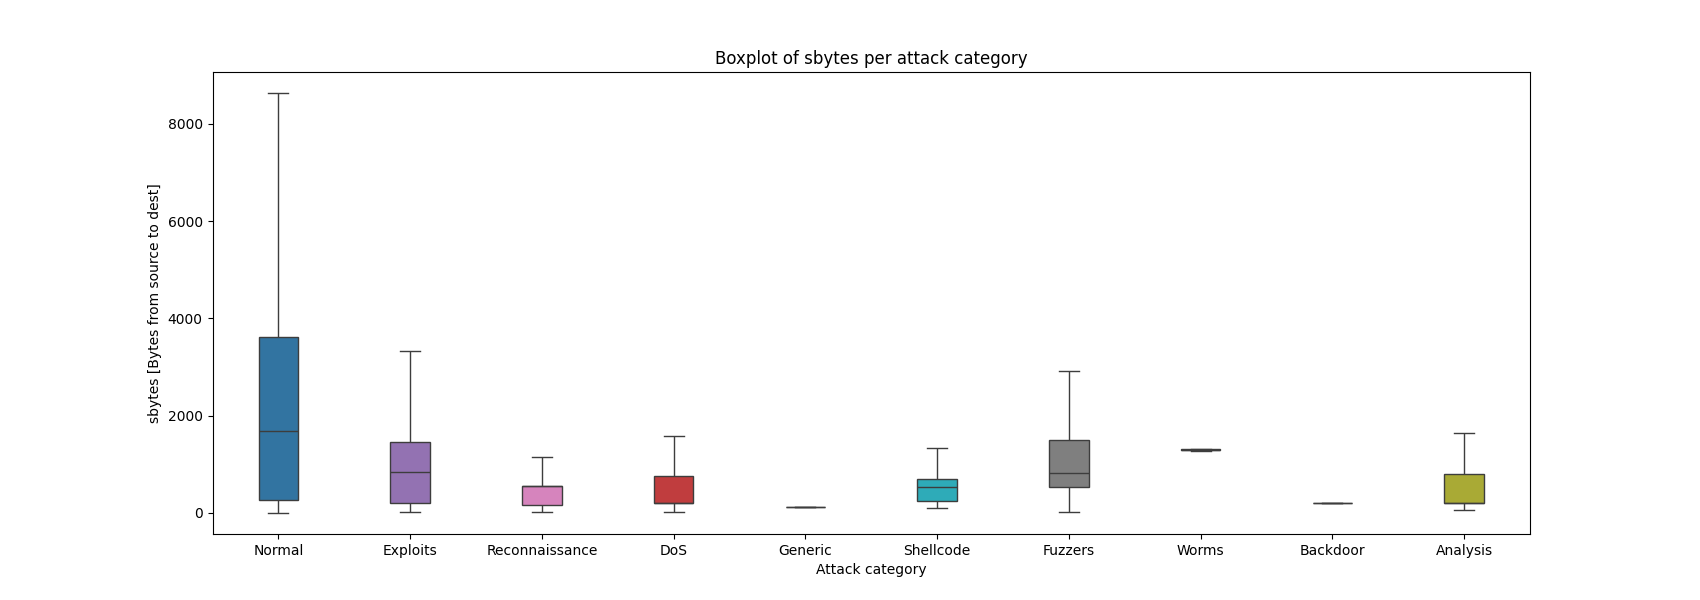 Boxplot of sbytes per attack category
sbytes [Bytes from source to dest]
8000
6000
4000
2000
0
Normal Exploits Reconnaissance DoS Generic Shellcode Fuzzers Worms Backdoor Analysis
Attack category